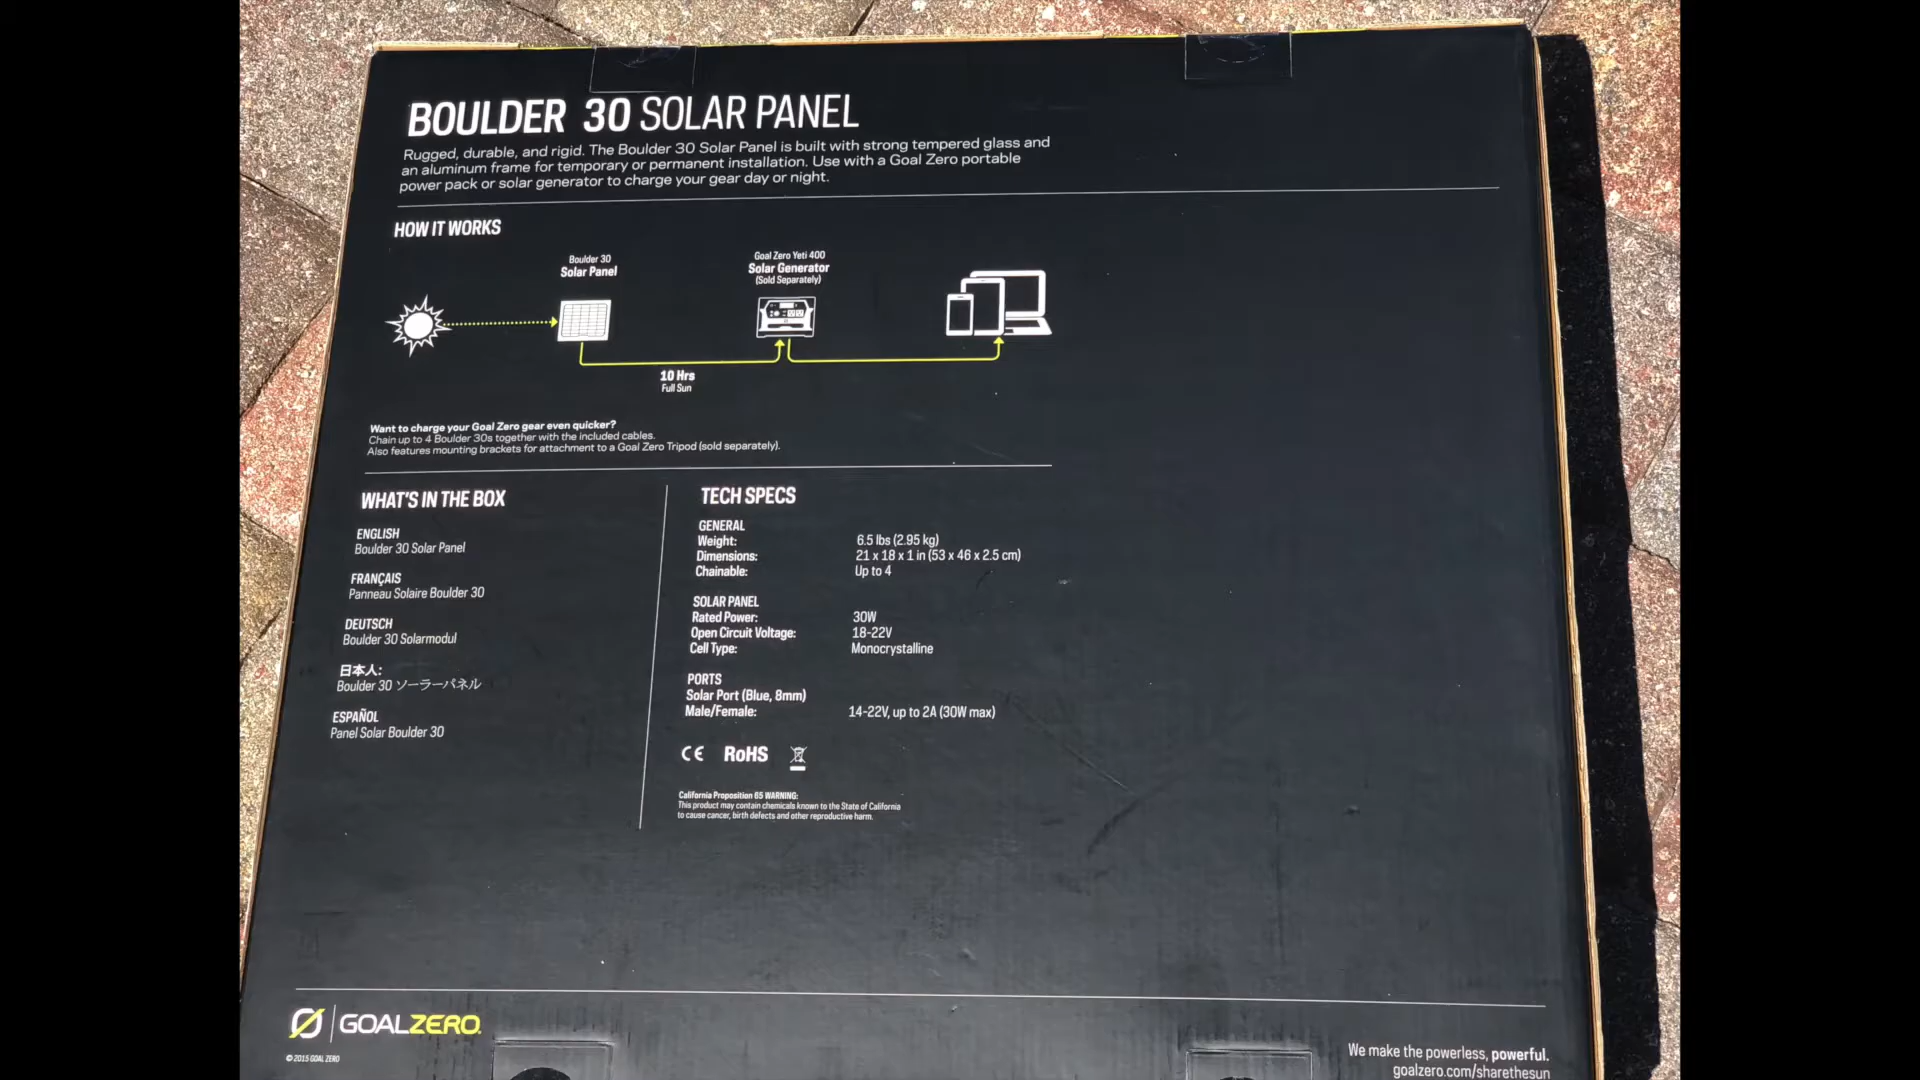 BOULDER 30 SOLAR PANEL
Rugged, durable, and rigid. The Boulder 30 Solar Panel is built with strong tempered glass and
an aluminum frame for temporary or permanent installation. Use with a Goal Zero portable
power pack or solar generator to charge your gear day or night.
HOW IT WORKS
Boulder 30
Solar Panel
Goal Zero Yeti 400
Solar Generator
(Sold Separately)
10 Hrs
Full Sun
Want to charge your Goal Zero gear even quicker?
Chain up to 4 Boulder 30s together with the included cables.
Also features mounting brackets for attachment to a Goal Zero Tripod (sold separately).
WHAT'S IN THE BOX
ENGLISH
Boulder 30 Solar Panel
FRANÇAIS
Panneau Solaire Boulder 30
DEUTSCH
Boulder 30 Solarmodul
日本人:
Boulder 30 ソーラーパネル
ESPAÑOL
Panel Solar Boulder 30
TECH SPECS
GENERAL
Weight: 6.5 lbs (2.95 kg)
Dimensions: 21 x 18 x 1 in (53 x 46 x 2.5 cm)
Chainable: Up to 4
SOLAR PANEL
Rated Power: 30W
Open Circuit Voltage: 18-22V
Cell Type: Monocrystalline
PORTS
Solar Port (Blue, 8mm)
Male/Female: 14-22V, up to 2A (30W max)
CE RoHS
California Proposition 65 WARNING:
This product may contain chemicals known to the State of California
to cause cancer, birth defects and other reproductive harm.
GOALZERO
© 2015 GOAL ZERO
We make the powerless, powerful.
goalzero.com/sharethesun